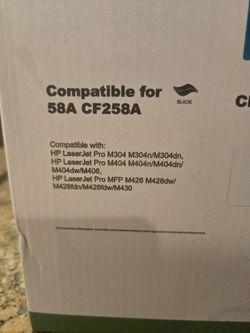 Compatible for
58A CF258A
BLACK
Compatible with:
HP LaserJet Pro M304 M304n/M304dn,
HP LaserJet Pro M404 M404n/M404dn/
M404dw/M406,
HP LaserJet Pro MFP M428 M428dw/
M428fdn/M428fdw/M430